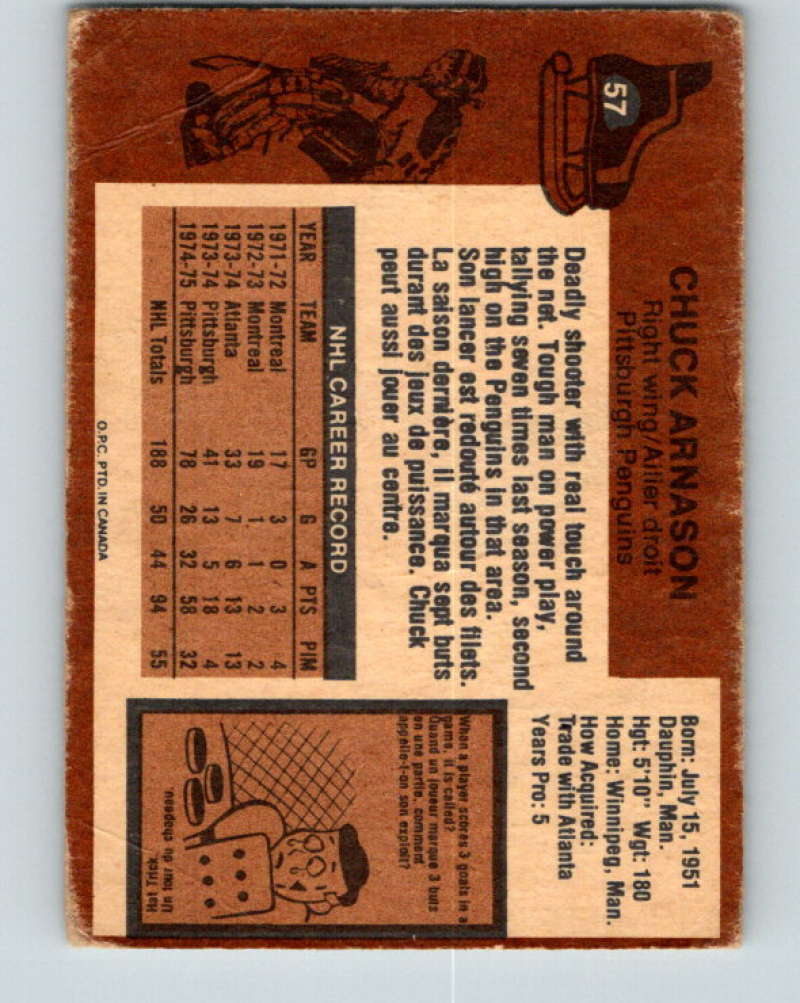 57
CHUCK ARNASON
Right wing/Ailier droit
Pittsburgh Penguins
Born: July 15, 1951
Dauphin, Man.
Hgt: 5'10" Wgt: 180
Home: Winnipeg, Man.
How Acquired:
Trade with Atlanta
Years Pro: 5
Deadly shooter with real touch around
the net. Tough man on power play,
tallying seven times last season, second
high on the Penguins in that area.
Son lancer est redouté autour des filets.
La saison dernière, il marqua sept buts
durant des jeux de puissance. Chuck
peut aussi jouer au centre.
NHL CAREER RECORD
YEAR TEAM GP G A PTS PIM
1971-72 Montreal 17 3 0 3 4
1972-73 Montreal 19 1 1 2 2
1973-74 Atlanta 33 7 6 13 13
1973-74 Pittsburgh 41 13 5 18 4
1974-75 Pittsburgh 78 26 32 58 32
NHL Totals 188 50 44 94 55
When a player scores 3 goals in a
game, it is called?
Quand un joueur marque 3 buts
en une partie, comment
appelle-t-on son exploit?
Hat Trick
Un tour du chapeau.
O.P.C. PTD. IN CANADA